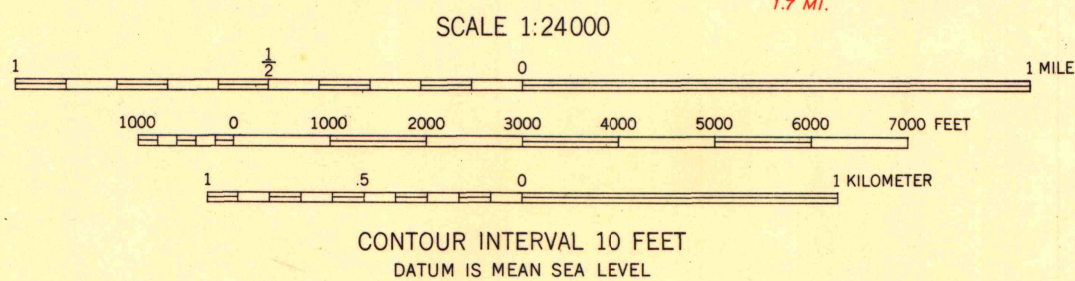 1.7 MI.
SCALE 1:24000
1 1/2 0 1 MILE
1000 0 1000 2000 3000 4000 5000 6000 7000 FEET
1 .5 0 1 KILOMETER
CONTOUR INTERVAL 10 FEET
DATUM IS MEAN SEA LEVEL